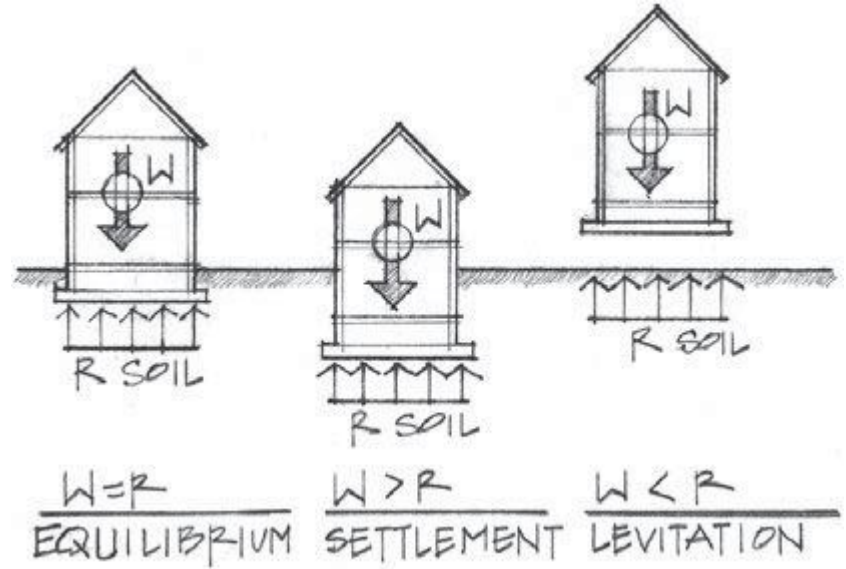 W
W
W
R SOIL
R SOIL
R SOIL
W=R
W>R
W<R
EQUILIBRIUM
SETTLEMENT
LEVITATION